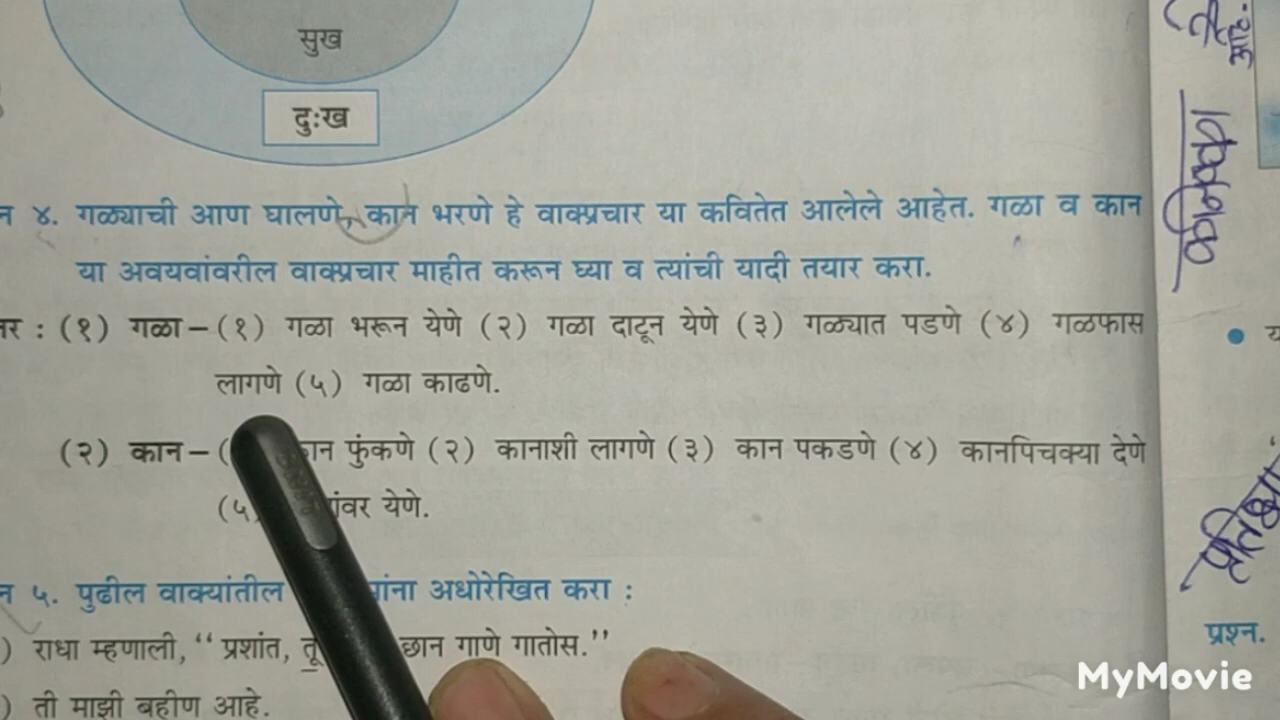 सुख
दुःख
४. गळ्याची आण घालणे, कान भरणे हे वाक्प्रचार या कवितेत आलेले आहेत. गळा व कान
या अवयवांवरील वाक्प्रचार माहीत करून घ्या व त्यांची यादी तयार करा.
: (१) गळा – (१) गळा भरून येणे (२) गळा दाटून येणे (३) गळ्यात पडणे (४) गळफास
लागणे (५) गळा काढणे.
(२) कान – फुंकणे (२) कानाशी लागणे (३) कान पकडणे (४) कानपिचक्या देणे
(५ येणे.
५. पुढील वाक्यांतील अधोरेखित करा :
) राधा म्हणाली, “ प्रशांत, तू छान गाणे गातोस.”
) ती माझी बहीण आहे.
प्रश्न.
MyMovie